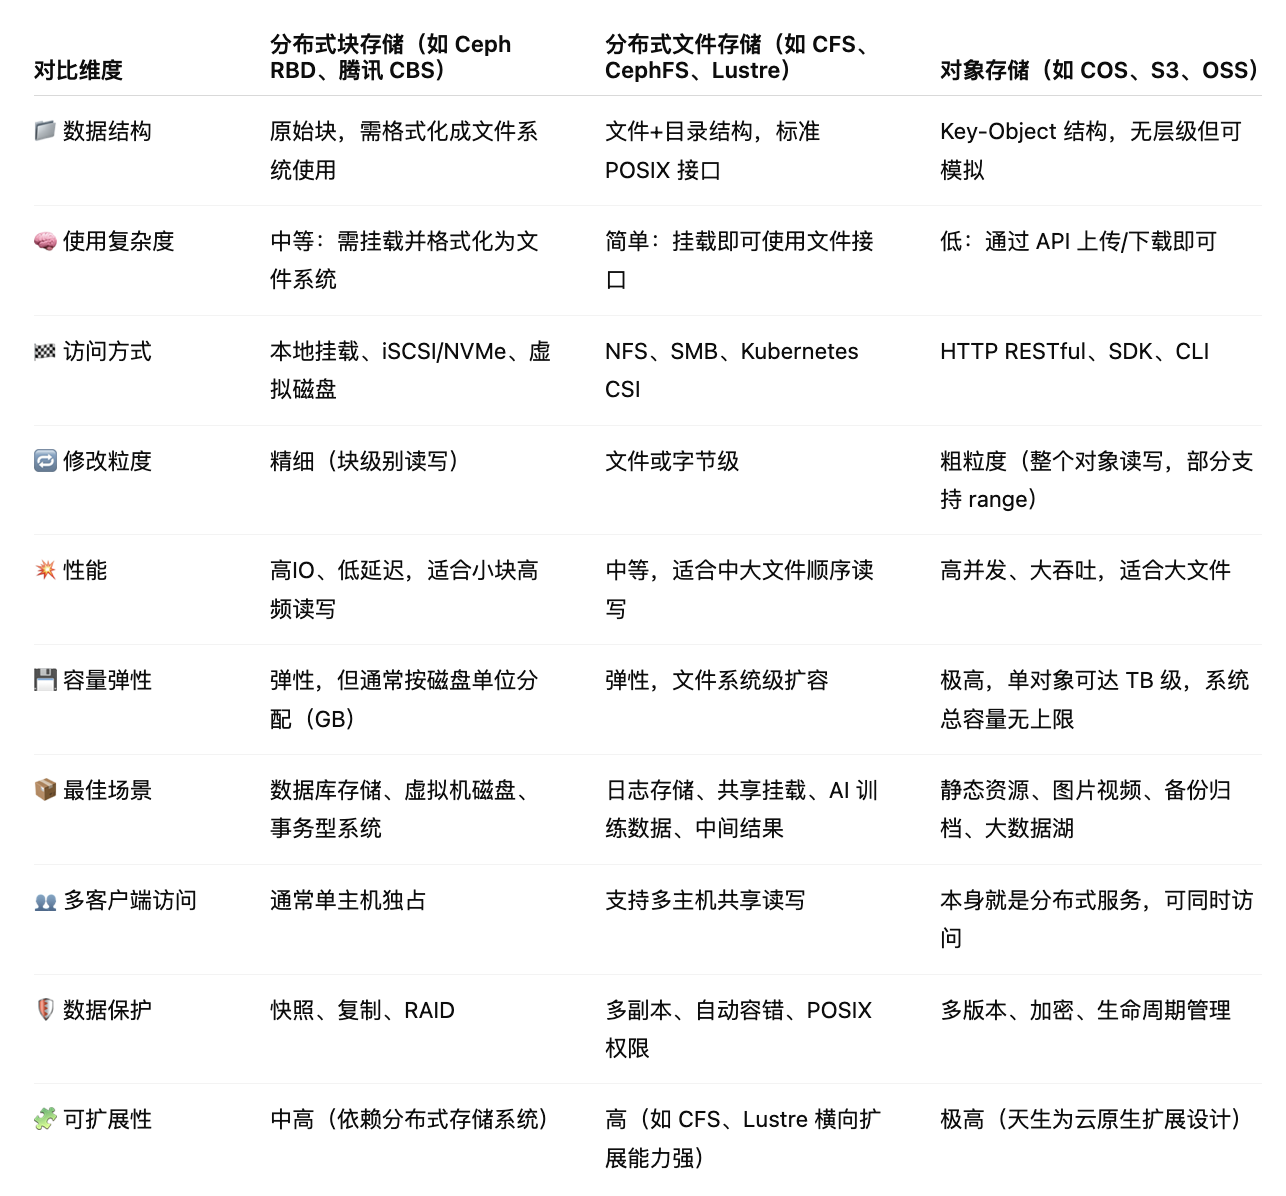 对比维度
分布式块存储（如 Ceph
RBD、腾讯 CBS）
分布式文件存储（如 CFS、
CephFS、Lustre）
对象存储（如 COS、S3、OSS）
📁 数据结构
原始块，需格式化成文件系
统使用
文件+目录结构，标准
POSIX 接口
Key-Object 结构，无层级但可
模拟
🧠 使用复杂度
中等：需挂载并格式化为文
件系统
简单：挂载即可使用文件接
口
低：通过 API 上传/下载即可
🏁 访问方式
本地挂载、iSCSI/NVMe、虚
拟磁盘
NFS、SMB、Kubernetes
CSI
HTTP RESTful、SDK、CLI
🔁 修改粒度
精细（块级别读写）
文件或字节级
粗粒度（整个对象读写，部分支
持 range）
💥 性能
高IO、低延迟，适合小块高
频读写
中等，适合中大文件顺序读
写
高并发、大吞吐，适合大文件
💾 容量弹性
弹性，但通常按磁盘单位分
配（GB）
弹性，文件系统级扩容
极高，单对象可达 TB 级，系统
总容量无上限
📦 最佳场景
数据库存储、虚拟机磁盘、
事务型系统
日志存储、共享挂载、AI 训
练数据、中间结果
静态资源、图片视频、备份归
档、大数据湖
👥 多客户端访问
通常单主机独占
支持多主机共享读写
本身就是分布式服务，可同时访
问
🛡 数据保护
快照、复制、RAID
多副本、自动容错、POSIX
权限
多版本、加密、生命周期管理
🧩 可扩展性
中高（依赖分布式存储系统）
高（如 CFS、Lustre 横向扩
展能力强）
极高（天生为云原生扩展设计）